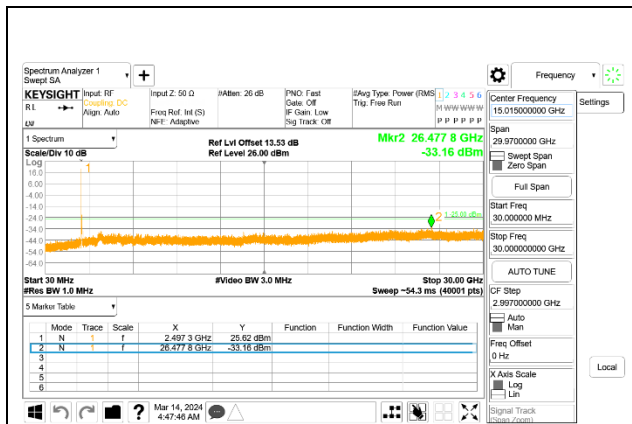 Spectrum Analyzer 1
Swept SA
Frequency
KEYSIGHT
Input: RF
Input Z: 50 Ω
#Atten: 26 dB
PNO: Fast
#Avg Type: Power (RMS
1 2 3 4 5 6
RL
Coupling: DC
Gate: Off
Trig: Free Run
M W W W W W
Align: Auto
Freq Ref: Int (S)
IF Gain: Low
NFE: Adaptive
Sig Track: Off
P P P P P P
Center Frequency
15.015000000 GHz
Settings
Span
29.9700000 GHz
Swept Span
Zero Span
Full Span
Start Freq
30.000000 MHz
Stop Freq
30.000000000 GHz
AUTO TUNE
CF Step
2.997000000 GHz
Auto
Man
Freq Offset
0 Hz
X Axis Scale
Log
Lin
Signal Track
(Span Zoom)
Local
1 Spectrum
Ref Lvl Offset 13.53 dB
Mkr2 26.477 8 GHz
Scale/Div 10 dB
Ref Level 26.00 dBm
-33.16 dBm
Log
16.0
6.00
-4.00
-14.0
-24.0
-34.0
-44.0
-54.0
-64.0
1
2
Start 30 MHz
#Video BW 3.0 MHz
Stop 30.00 GHz
#Res BW 1.0 MHz
Sweep ~54.3 ms (40001 pts)
5 Marker Table
Mode Trace Scale X Y Function Function Width Function Value
1 N 1 f 2.497 3 GHz 25.62 dBm
2 N 1 f 26.477 8 GHz -33.16 dBm
3
4
5
6
?
Mar 14, 2024
4:47:46 AM